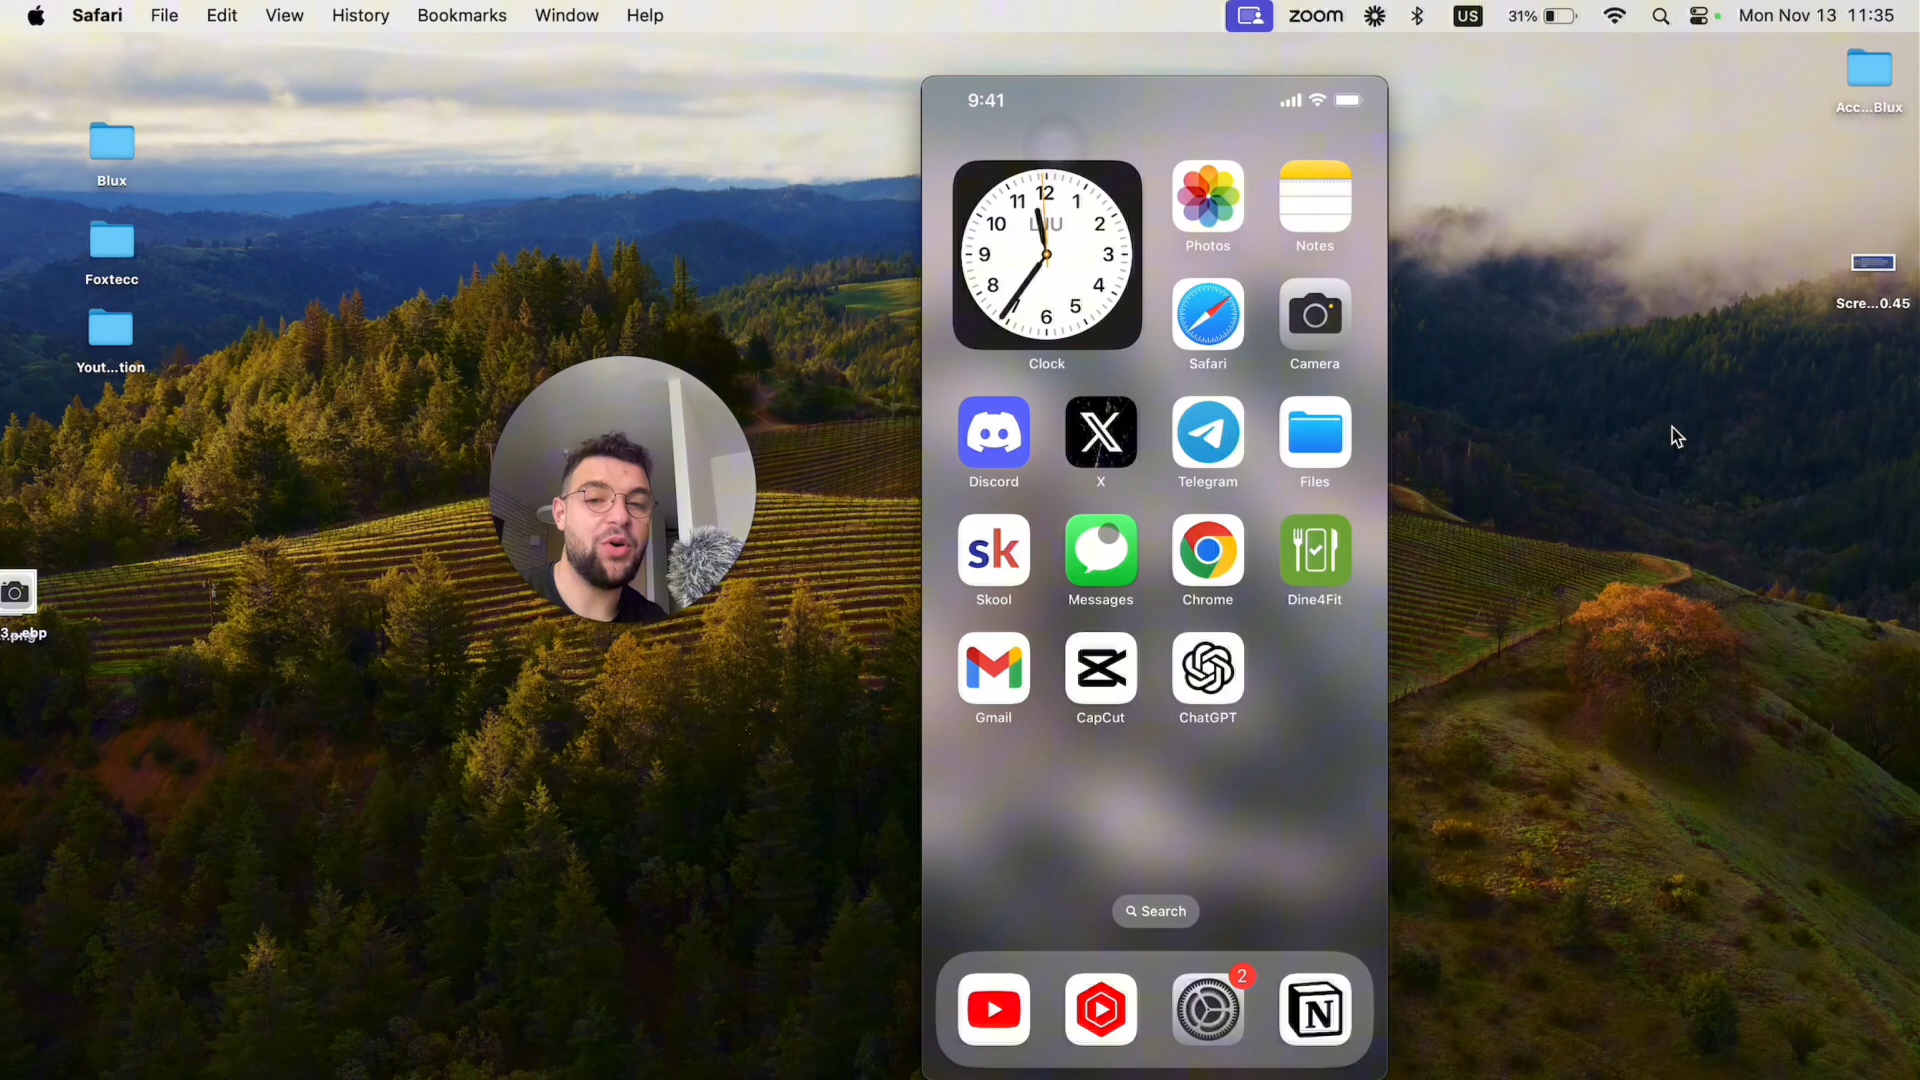 Safari File Edit View History Bookmarks Window Help zoom US 31% Mon Nov 13 11:35
Blux
Foxtecc
Yout...tion
Acc...Blux
Scre...0.45
9:41
12
1
2
3
4
5
6
8
9
10
11
Clock
Photos
Notes
Safari
Camera
Discord
X
Telegram
Files
sk
Skool
Messages
Chrome
Dine4Fit
Gmail
CapCut
ChatGPT
Search
2
N